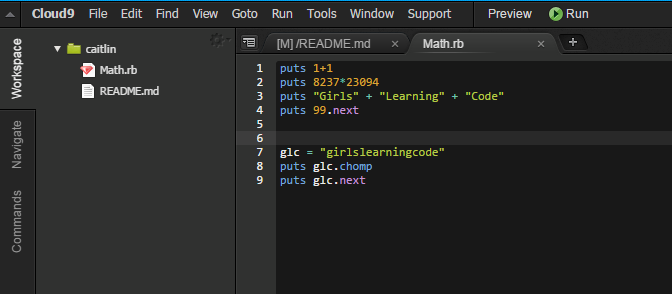 Cloud9 File Edit Find View Goto Run Tools Window Support Preview Run
Workspace
Navigate
Commands
caitlin
Math.rb
README.md
[M] /README.md × Math.rb × +
1 puts 1+1
2 puts 8237*23094
3 puts "Girls" + "Learning" + "Code"
4 puts 99.next
5
6
7 glc = "girlslearningcode"
8 puts glc.chomp
9 puts glc.next